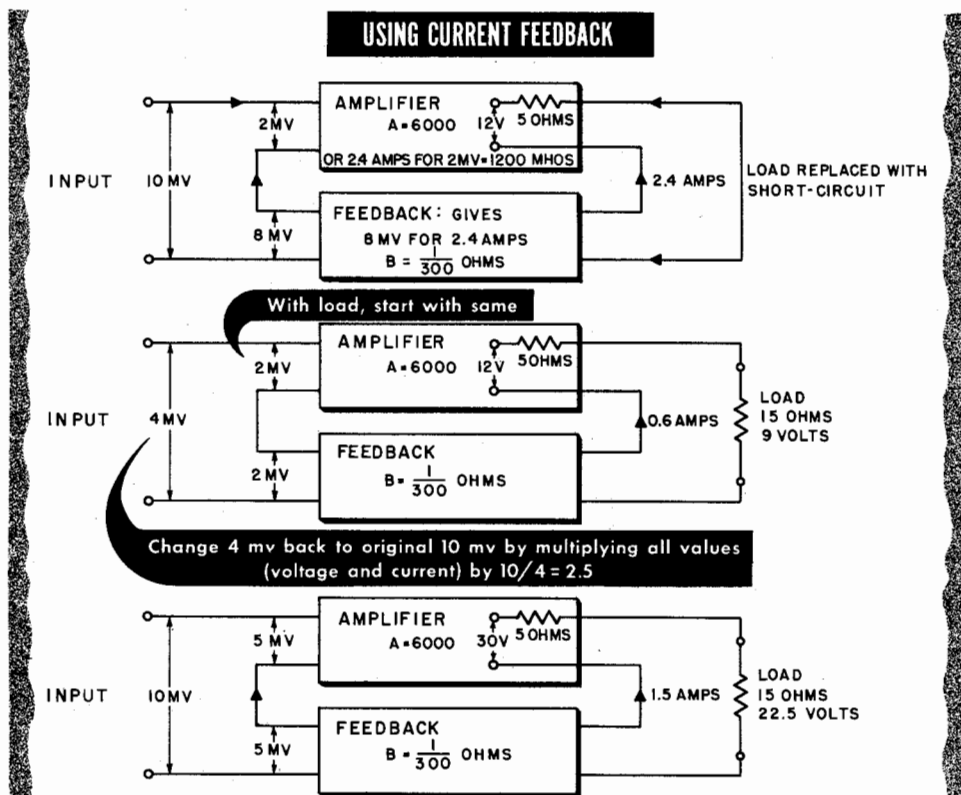 USING CURRENT FEEDBACK
AMPLIFIER
A=6000
2MV
12V
5 OHMS
OR 2.4 AMPS FOR 2MV=1200 MHOS
INPUT
10 MV
2.4 AMPS
LOAD REPLACED WITH
SHORT-CIRCUIT
FEEDBACK: GIVES
8 MV FOR 2.4 AMPS
B = 1/300 OHMS
8 MV
With load, start with same
AMPLIFIER
A=6000
2MV
12V
5OHMS
INPUT
4 MV
0.6 AMPS
LOAD
15 OHMS
9 VOLTS
FEEDBACK
B = 1/300 OHMS
2 MV
Change 4 mv back to original 10 mv by multiplying all values
(voltage and current) by 10/4 = 2.5
AMPLIFIER
A=6000
5 MV
30V
5 OHMS
INPUT
10MV
1.5 AMPS
LOAD
15 OHMS
22.5 VOLTS
FEEDBACK
B = 1/300 OHMS
5 MV